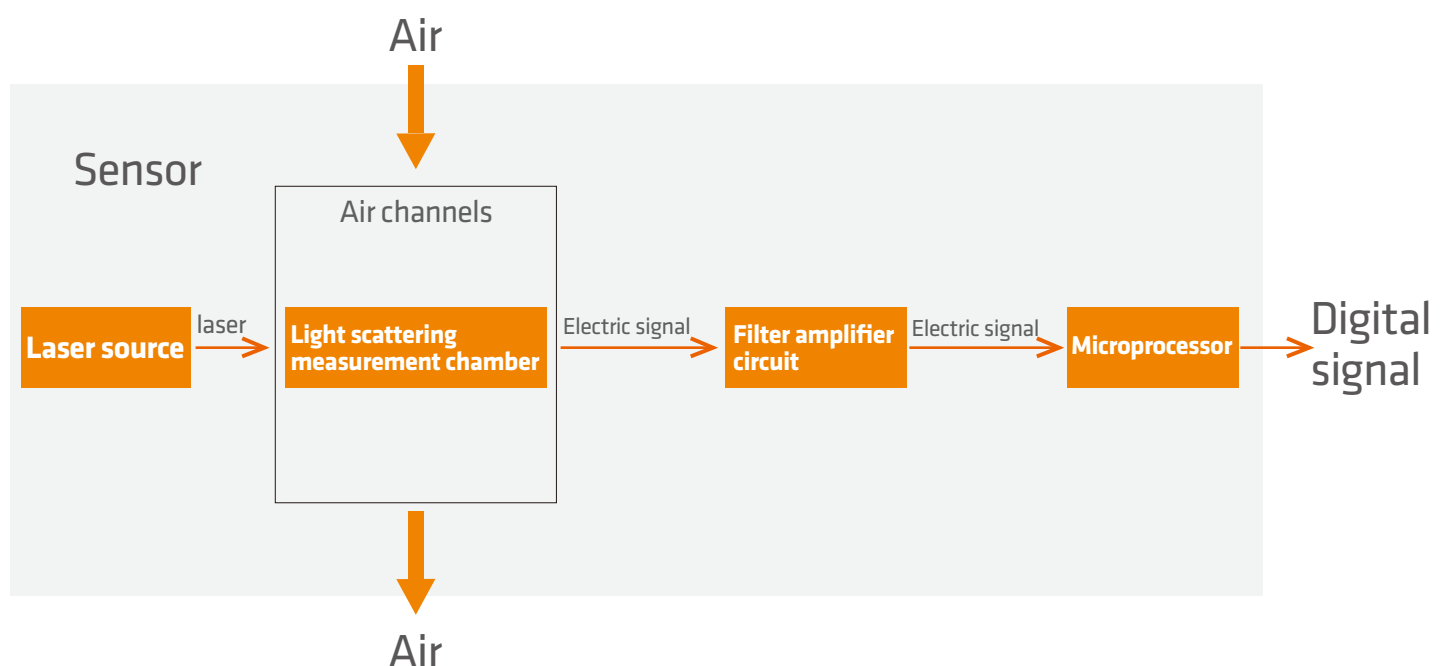 Air
Sensor
Air channels
Laser source
laser
Light scattering
measurement chamber
Electric signal
Filter amplifier
circuit
Electric signal
Microprocessor
Digital
signal
Air